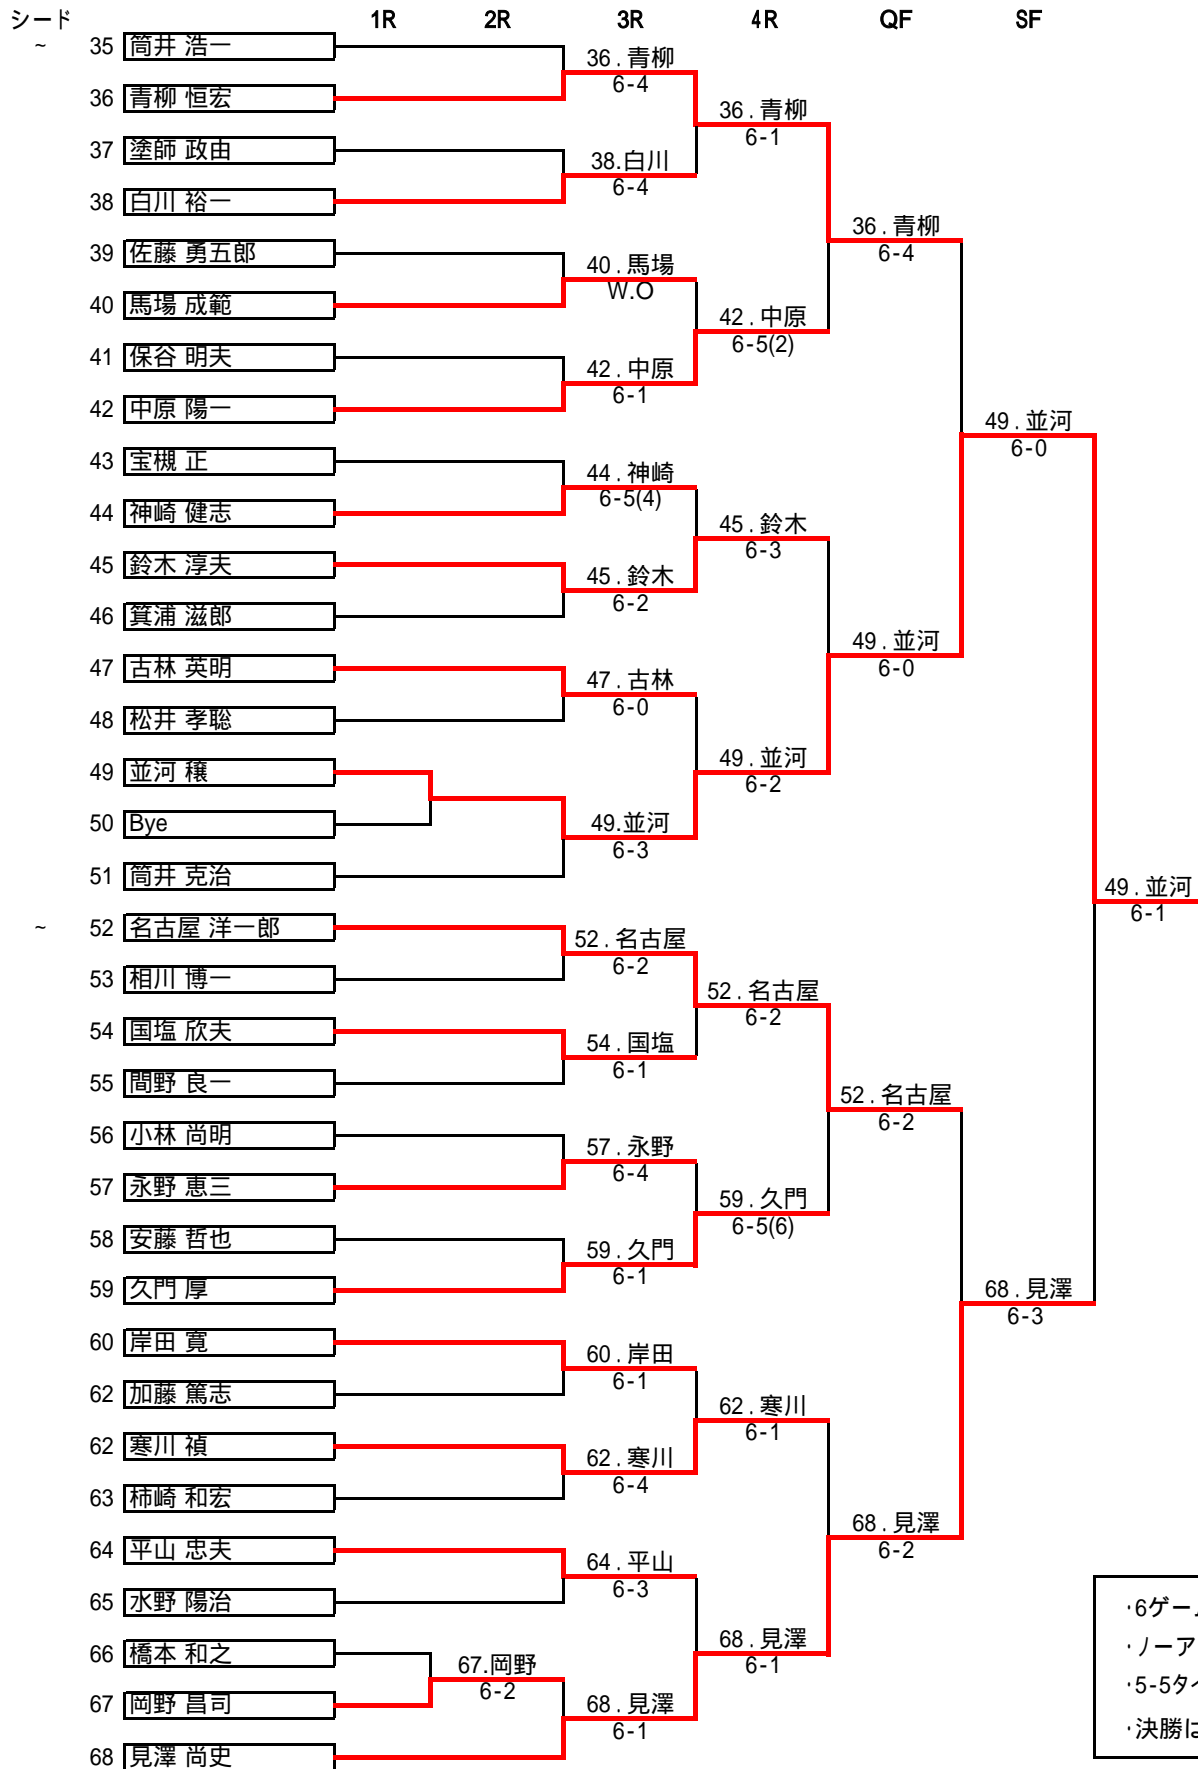 シード 1R 2R 3R 4R QF SF
~ 35 筒井 浩一
36 . 青柳
6-4
36 青柳 恒宏
36 . 青柳
6-1
37 塗師 政由
38.白川
6-4
38 白川 裕一
36 . 青柳
6-4
39 佐藤 勇五郎
40 . 馬場
W.O
40 馬場 成範
42 . 中原
6-5(2)
41 保谷 明夫
42 . 中原
6-1
42 中原 陽一
49 . 並河
6-0
43 宝槻 正
44 . 神崎
6-5(4)
44 神崎 健志
45 . 鈴木
6-3
45 鈴木 淳夫
45 . 鈴木
6-2
46 箕浦 滋郎
49 . 並河
6-0
47 古林 英明
47 . 古林
6-0
48 松井 孝聡
49 . 並河
6-2
49 並河 穣
50 Bye
49.並河
6-3
51 筒井 克治
49 . 並河
6-1
~ 52 名古屋 洋一郎
52 . 名古屋
6-2
53 相川 博一
52 . 名古屋
6-2
54 国塩 欣夫
54 . 国塩
6-1
55 間野 良一
52 . 名古屋
6-2
56 小林 尚明
57 . 永野
6-4
57 永野 恵三
59 . 久門
6-5(6)
58 安藤 哲也
59 . 久門
6-1
59 久門 厚
68 . 見澤
6-3
60 岸田 寛
60 . 岸田
6-1
62 加藤 篤志
62 . 寒川
6-1
62 寒川 禎
62 . 寒川
6-4
63 柿崎 和宏
68 . 見澤
6-2
64 平山 忠夫
64 . 平山
6-3
65 水野 陽治
68 . 見澤
6-1
66 橋本 和之
67.岡野
6-2
67 岡野 昌司
68 . 見澤
6-1
68 見澤 尚史
・6ゲー
・ノーア
・5-5タ
・決勝は